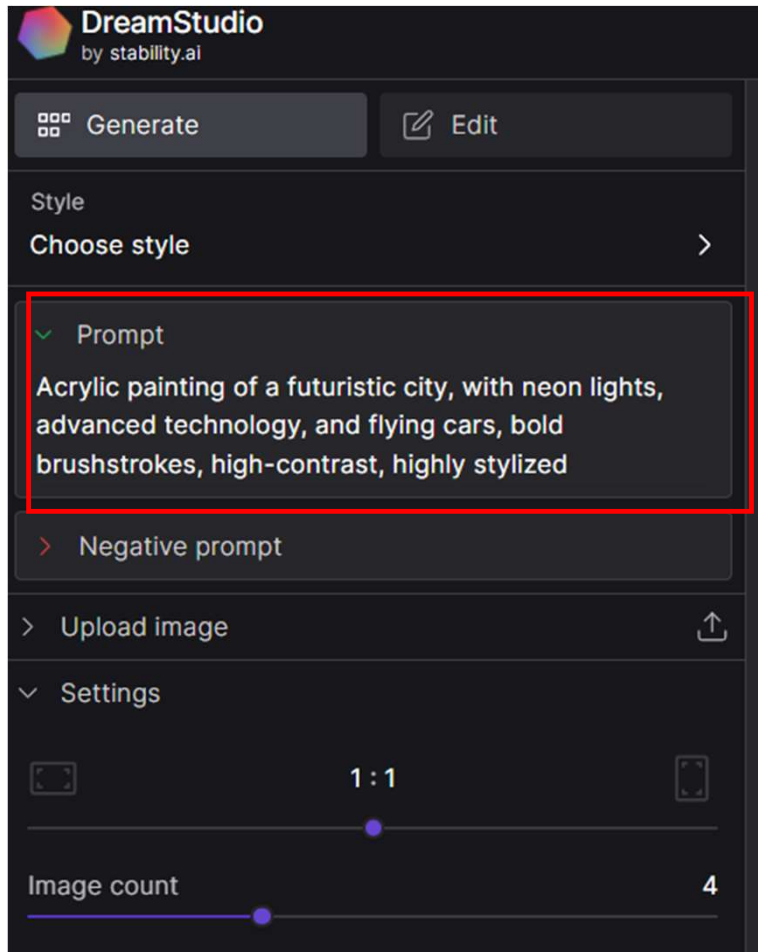 DreamStudio
by stability.ai
Generate
Edit
Style
Choose style
Prompt
Acrylic painting of a futuristic city, with neon lights,
advanced technology, and flying cars, bold
brushstrokes, high-contrast, highly stylized
Negative prompt
Upload image
Settings
1 : 1
Image count 4